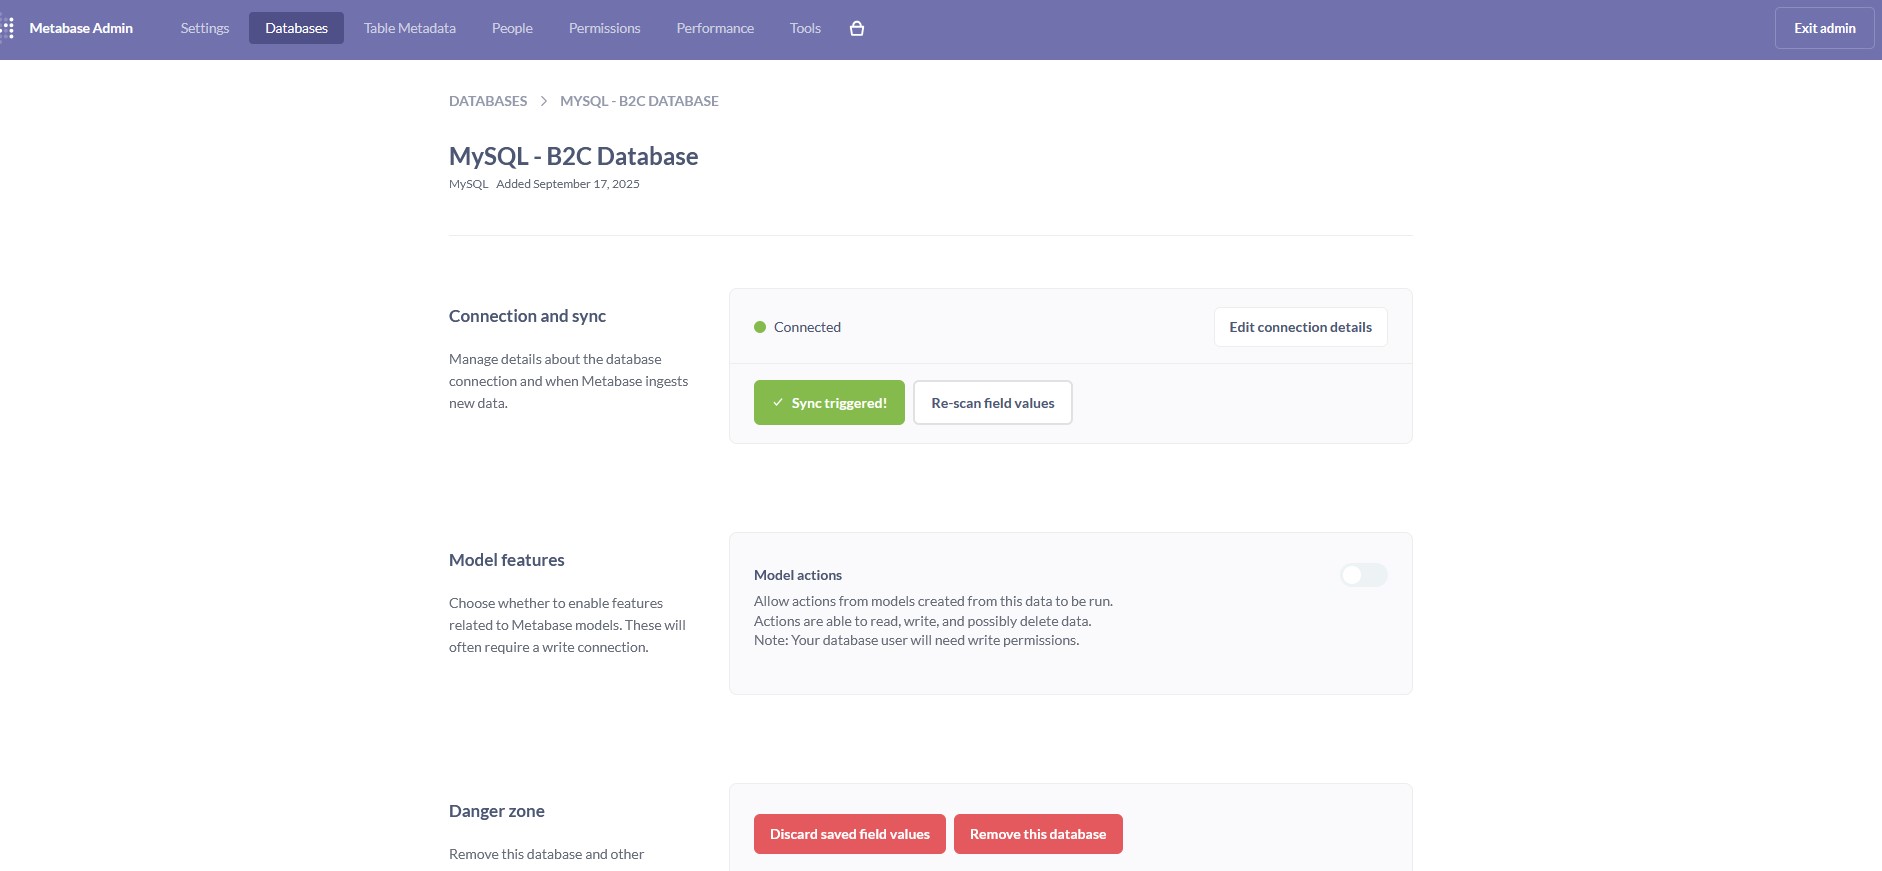 Metabase Admin Settings Databases Table Metadata People Permissions Performance Tools Exit admin
DATABASES MYSQL - B2C DATABASE
MySQL - B2C Database
MySQL Added September 17, 2025
Connection and sync
Manage details about the database
connection and when Metabase ingests
new data.
Connected
Edit connection details
Sync triggered!
Re-scan field values
Model features
Choose whether to enable features
related to Metabase models. These will
often require a write connection.
Model actions
Allow actions from models created from this data to be run.
Actions are able to read, write, and possibly delete data.
Note: Your database user will need write permissions.
Danger zone
Remove this database and other
Discard saved field values
Remove this database